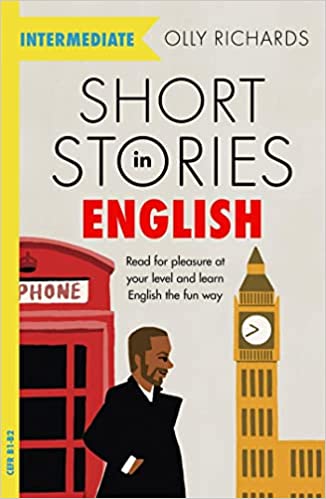 INTERMEDIATE OLLY RICHARDS
SHORT
in
STORIES
ENGLISH
Read for pleasure at
your level and learn
English the fun way
PHONE
CEFR B1-B2